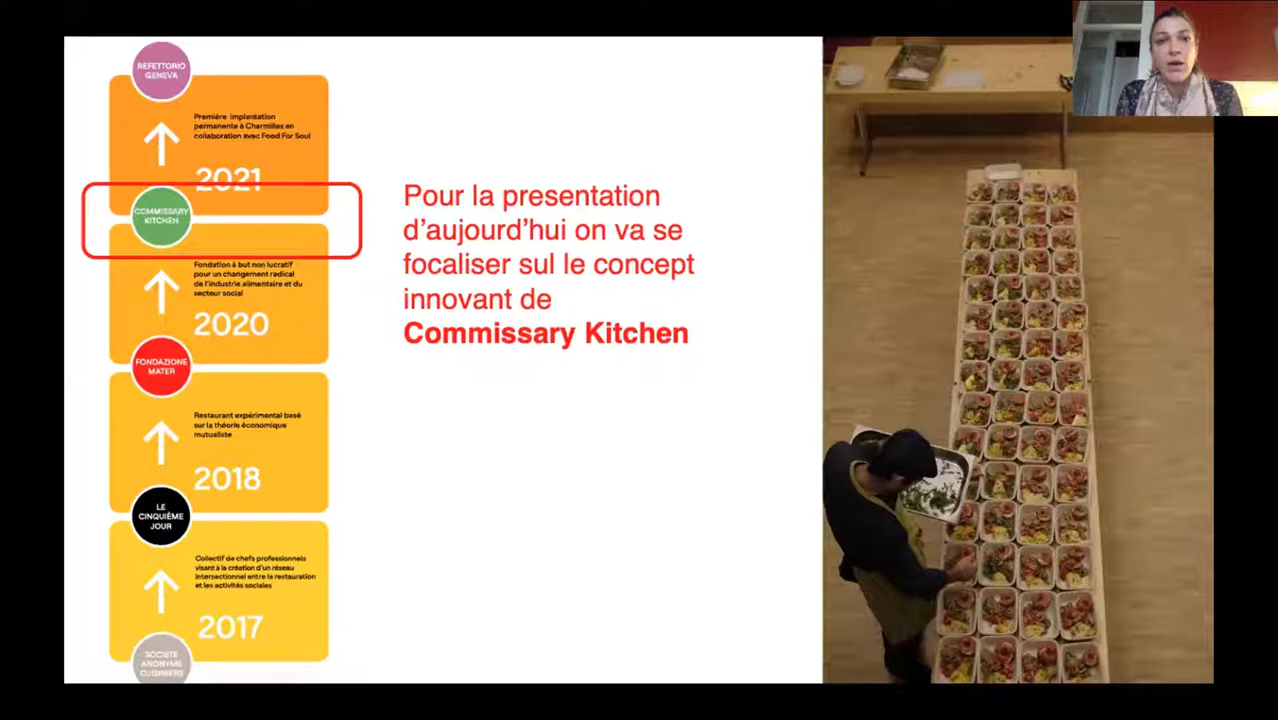 REFETTORIO
GENEVA
Première implantation
permanente à Charmilles en
collaboration avec Food For Soul
2021
COMMISSARY
KITCHEN
Fondation à but non lucratif
pour un changement radical
de l'industrie alimentaire et du
secteur social
2020
FONDAZIONE
MATER
Restaurant expérimental basé
sur la théorie économique
mutualiste
2018
LE
CINQUIÈME
JOUR
Collectif de chefs professionnels
visant à la création d'un réseau
intersectionnel entre la restauration
et les activités sociales
2017
SOCIETE
ANONYME
CUISINIERE
Pour la presentation
d'aujourd'hui on va se
focaliser sul le concept
innovant de
Commissary Kitchen